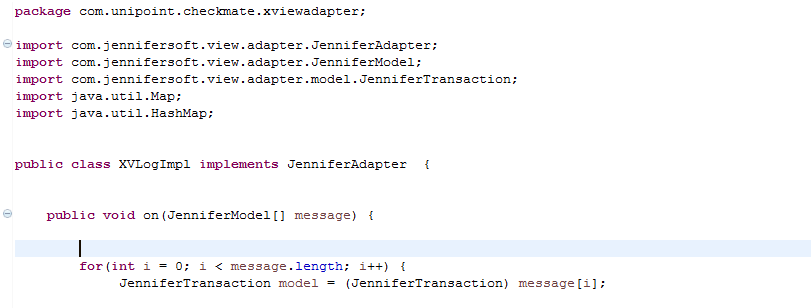 package com.unipoint.checkmate.xviewadapter;
import com.jennifersoft.view.adapter.JenniferAdapter;
import com.jennifersoft.view.adapter.JenniferModel;
import com.jennifersoft.view.adapter.model.JenniferTransaction;
import java.util.Map;
import java.util.HashMap;
public class XVLogImpl implements JenniferAdapter  {
public void on(JenniferModel[] message) {
for(int i = 0; i < message.length; i++) {
JenniferTransaction model = (JenniferTransaction) message[i];